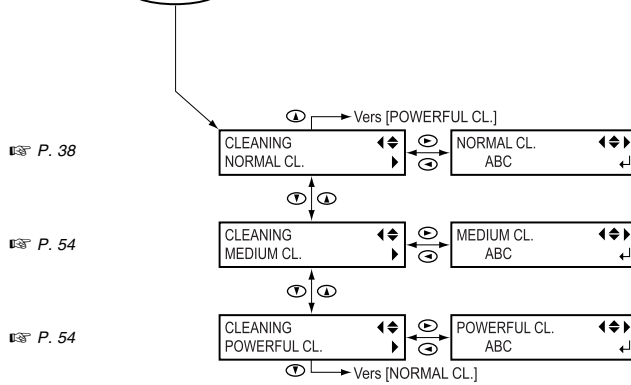 Vers [POWERFUL CL.]
P. 38
CLEANING
NORMAL CL.
NORMAL CL.
ABC
P. 54
CLEANING
MEDIUM CL.
MEDIUM CL.
ABC
P. 54
CLEANING
POWERFUL CL.
POWERFUL CL.
ABC
Vers [NORMAL CL.]